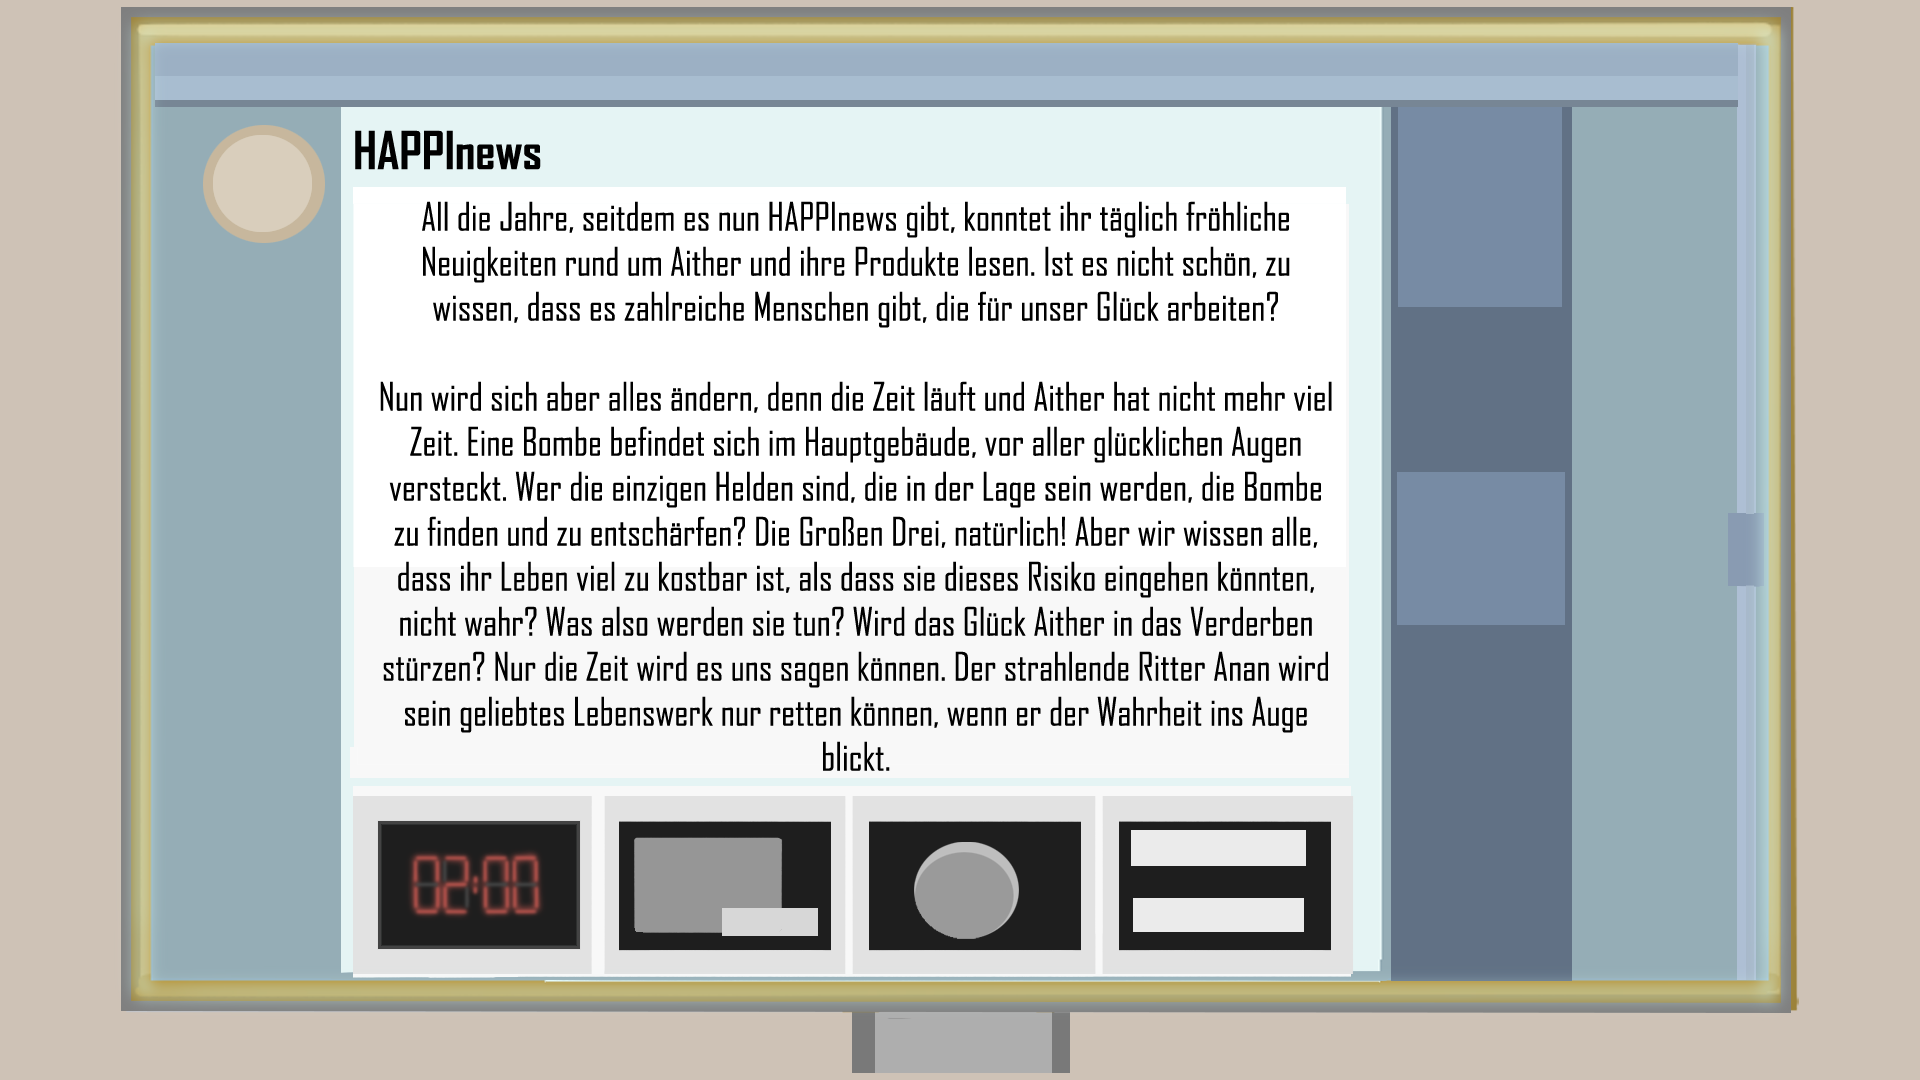 HAPPInews
All die Jahre, seitdem es nun HAPPInews gibt, konntet ihr täglich fröhliche
Neuigkeiten rund um Aither und ihre Produkte lesen. Ist es nicht schön, zu
wissen, dass es zahlreiche Menschen gibt, die für unser Glück arbeiten?
Nun wird sich aber alles ändern, denn die Zeit läuft und Aither hat nicht mehr viel
Zeit. Eine Bombe befindet sich im Hauptgebäude, vor aller glücklichen Augen
versteckt. Wer die einzigen Helden sind, die in der Lage sein werden, die Bombe
zu finden und zu entschärfen? Die Großen Drei, natürlich! Aber wir wissen alle,
dass ihr Leben viel zu kostbar ist, als dass sie dieses Risiko eingehen könnten,
nicht wahr? Was also werden sie tun? Wird das Glück Aither in das Verderben
stürzen? Nur die Zeit wird es uns sagen können. Der strahlende Ritter Anan wird
sein geliebtes Lebenswerk nur retten können, wenn er der Wahrheit ins Auge
blickt.
02:00